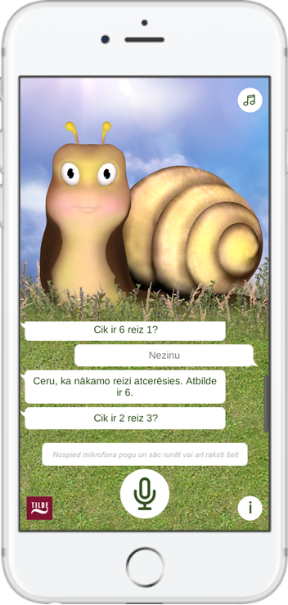 Cik ir 6 reiz 1?
Nezinu
Ceru, ka nākamo reizi atcerēsies. Atbilde
ir 6.
Cik ir 2 reiz 3?
Nospied mikrofona pogu un sāc runāt vai arī raksti šeit
TILDE
i